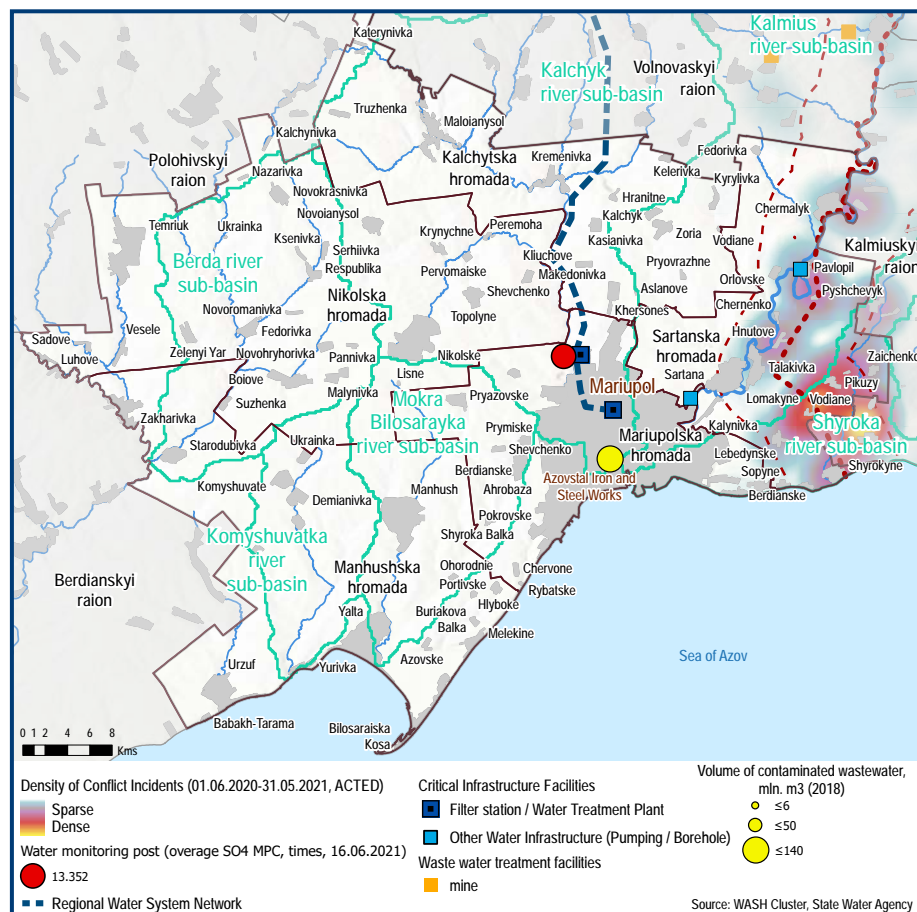 Katerynivka
Kalmius
river sub-basin
Kalchyk
river sub-basin
Volnovaskyi
raion
Truzhenka
Maloianysol
Kalchynivka
Polohivskyi
raion
Nazarivka
Kalchytska
hromada
Kremenivka
Fedorivka
Kelerivka
Kyrylivka
Novokrasnivka
Hranitne
Chermalyk
Temriuk
Ukrainka
Novoianysol
Krynychne
Peremoha
Kalchyk
Ksenivka
Serhiivka
Kasianivka
Zoria
Vodiane
Kalmiuskyi
raion
Berda river
sub-basin
Respublika
Pervomaiske
Kliuchove
Makedonivka
Pryovrazhne
Pavlopil
Orlovske
Shevchenko
Aslanove
Pyshchevyk
Nikolska
hromada
Novoromanivka
Topolyne
Khersones
Chernenko
Vesele
Fedorivka
Hnutove
Sadove
Luhove
Zelenyi Yar
Novohryhorivka
Pannivka
Nikolske
Sartanska
hromada
Zaichenko
Boiove
Lisne
Sartana
Talakivka
Pikuzy
Suzhenka
Malynivka
Mokra
Bilosarayka
river sub-basin
Pryazovske
Mariupol
Lomakyne
Vodiane
Zakharivka
Prymiske
Kalynivka
Shyroka
river sub-basin
Starodubivka
Ukrainka
Shevchenko
Mariupolska
hromada
Lebedynske
Sopyne
Shyrokyne
Komyshuvate
Berdianske
Azovstal Iron and
Steel Works
Berdianske
Demianivka
Manhush
Ahrobaza
Pokrovske
Komyshuvatka
river
sub-basin
Shyroka Balka
Berdianskyi
raion
Manhushska
hromada
Ohorodnie
Chervone
Portivske
Rybatske
Hlyboke
Yalta
Buriakova
Balka
Melekine
Urzuf
Yurivka
Azovske
Sea of Azov
Babakh-Tarama
Bilosaraiska
Kosa
0 1 2 4 6 8
Kms
Density of Conflict Incidents (01.06.2020-31.05.2021, ACTED)
Sparse
Dense
Water monitoring post (overage SO4 MPC, times, 16.06.2021)
13.352
Regional Water System Network
Critical Infrastructure Facilities
Filter station / Water Treatment Plant
Other Water Infrastructure (Pumping / Borehole)
Waste water treatment facilities
mine
Volume of contaminated wastewater,
mln. m3 (2018)
≤6
≤50
≤140
Source: WASH Cluster, State Water Agency